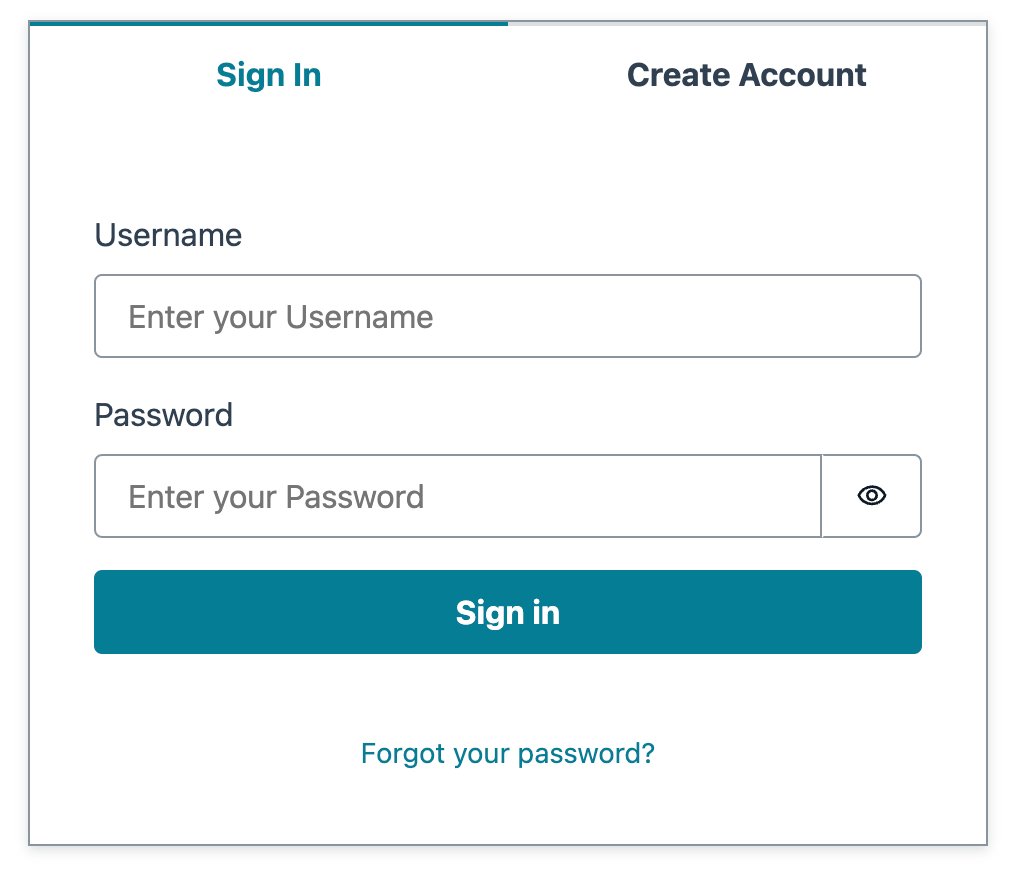 Sign In
Create Account
Username
Enter your Username
Password
Enter your Password
Sign in
Forgot your password?